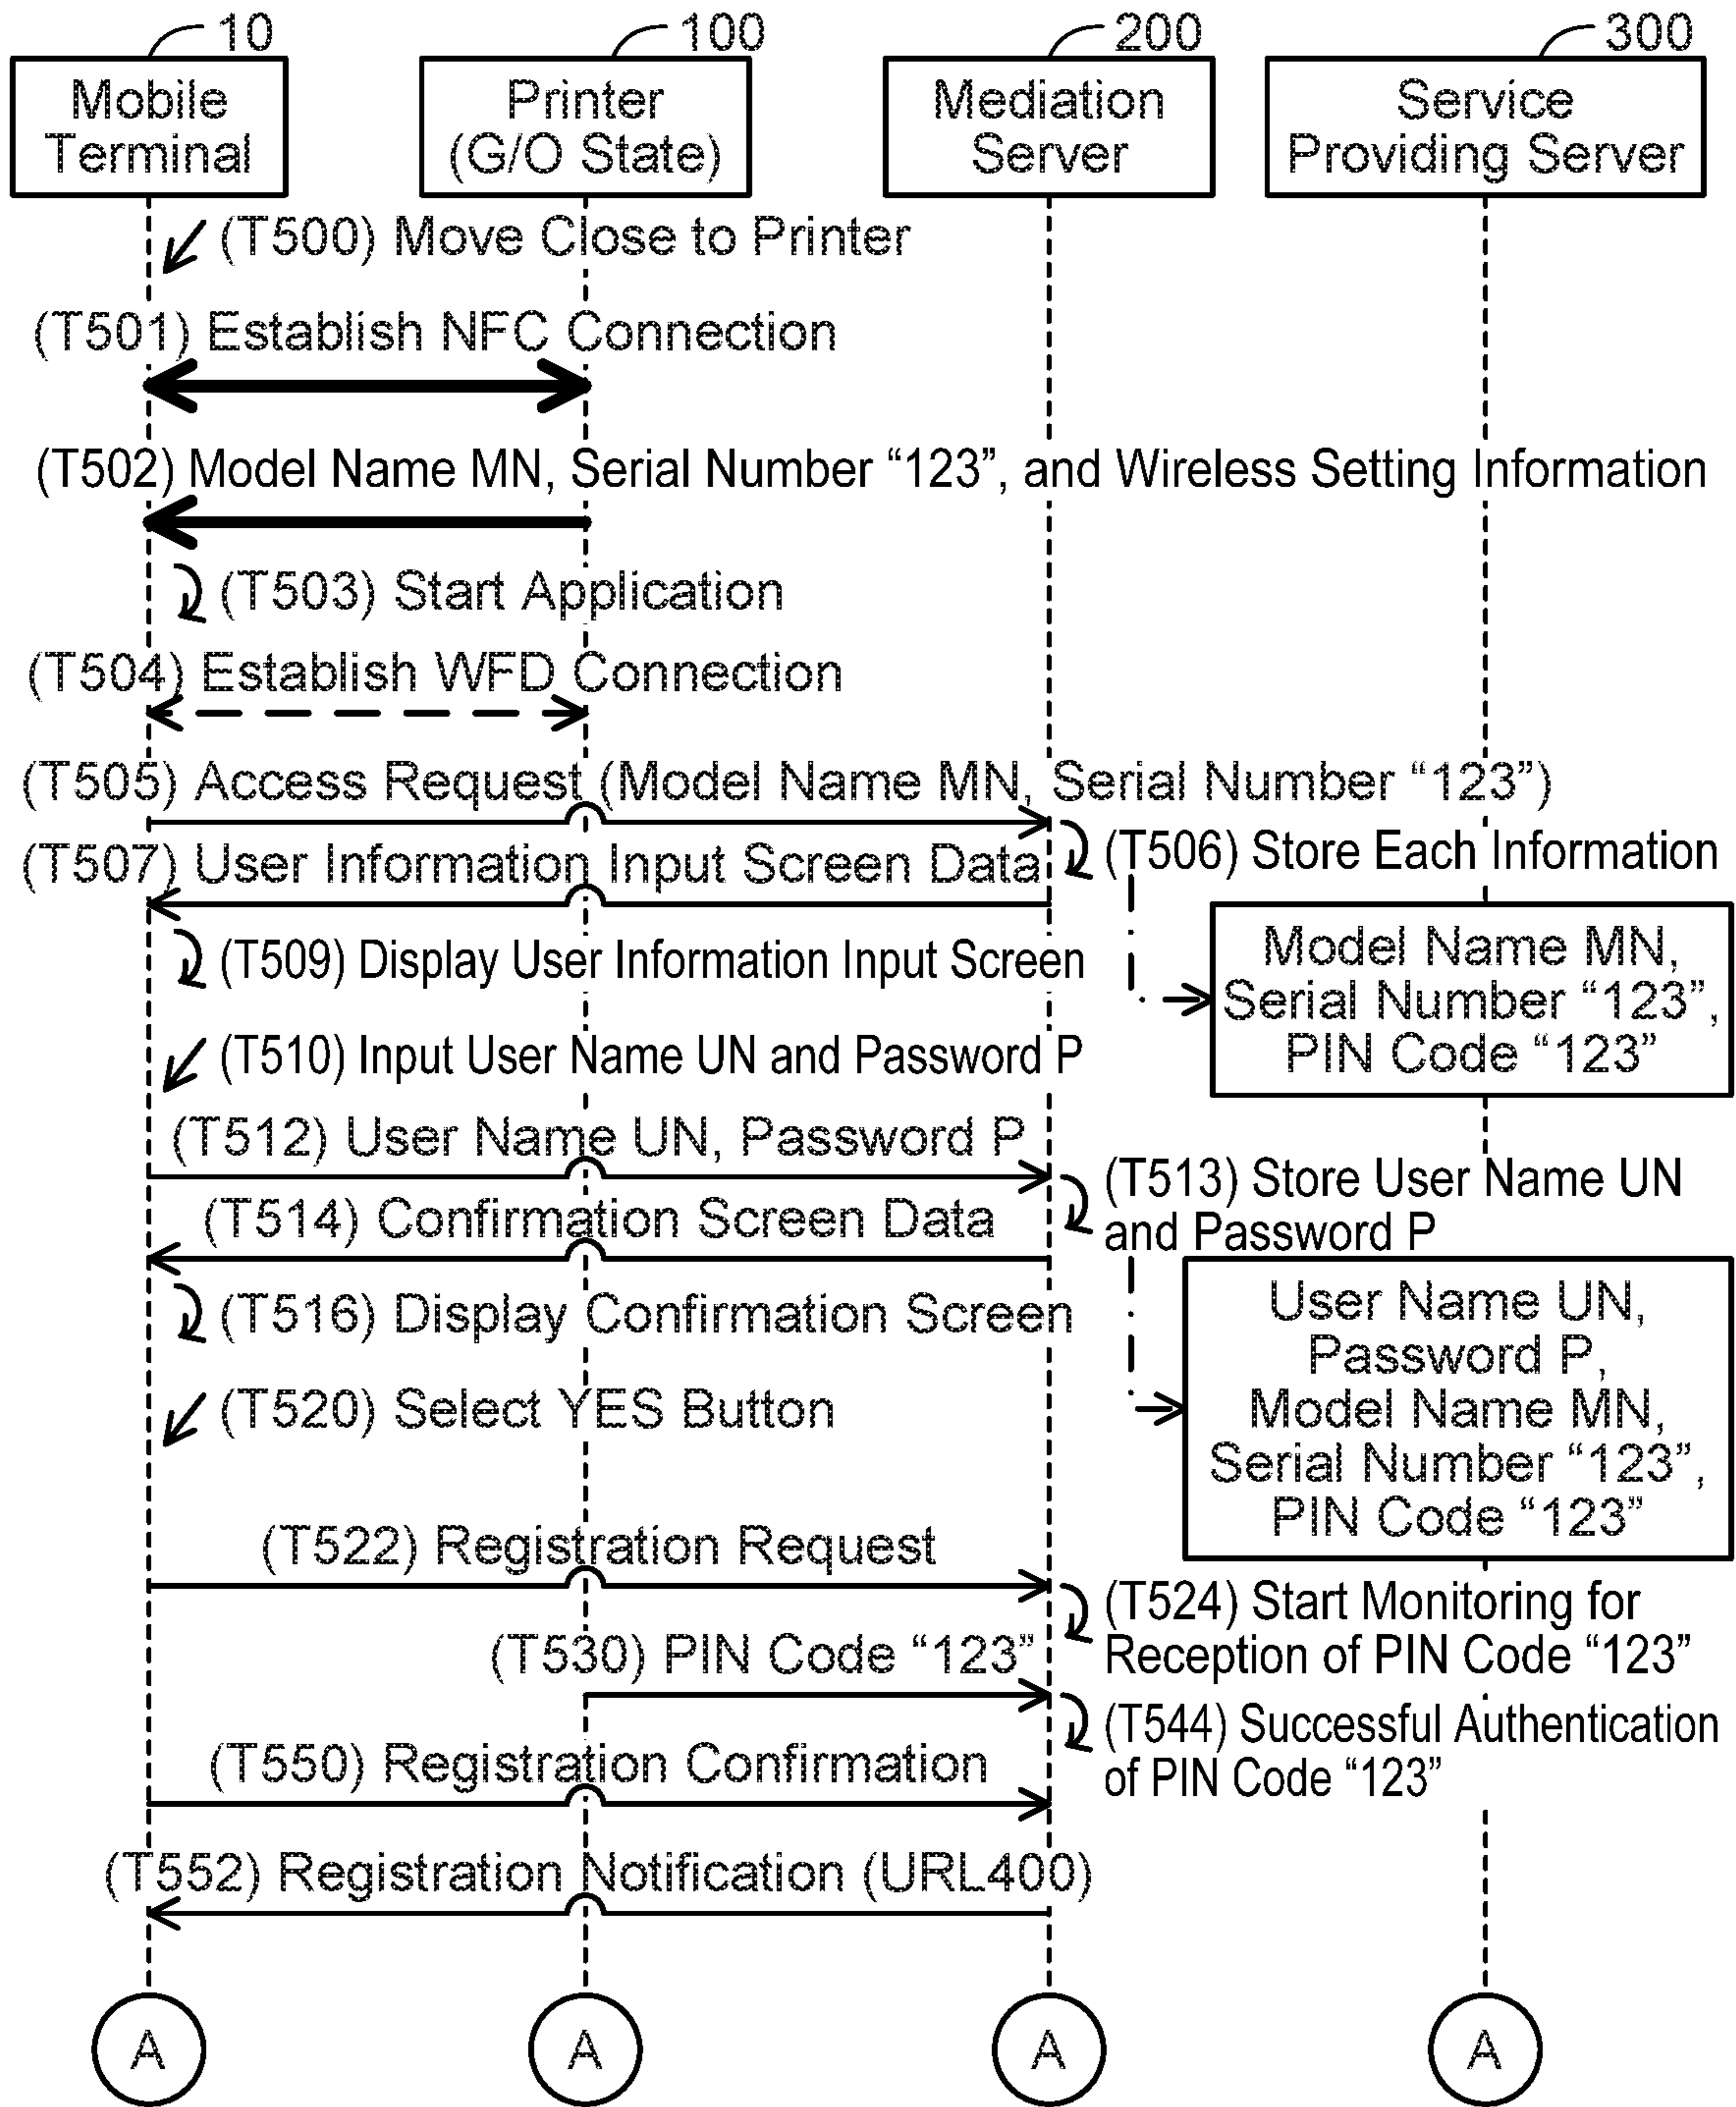 10
100
200
300
Mobile
Terminal
Printer
(G/O State)
Mediation
Server
Service
Providing Server
(T500) Move Close to Printer
(T501) Establish NFC Connection
(T502) Model Name MN, Serial Number “123”, and Wireless Setting Information
(T503) Start Application
(T504) Establish WFD Connection
(T505) Access Request (Model Name MN, Serial Number “123”)
(T506) Store Each Information
(T507) User Information Input Screen Data
Model Name MN,
Serial Number “123”,
PIN Code “123”
(T509) Display User Information Input Screen
(T510) Input User Name UN and Password P
(T512) User Name UN, Password P
(T513) Store User Name UN
and Password P
(T514) Confirmation Screen Data
User Name UN,
Password P,
Model Name MN,
Serial Number “123”,
PIN Code “123”
(T516) Display Confirmation Screen
(T520) Select YES Button
(T522) Registration Request
(T524) Start Monitoring for
Reception of PIN Code “123”
(T530) PIN Code “123”
(T544) Successful Authentication
of PIN Code “123”
(T550) Registration Confirmation
(T552) Registration Notification (URL400)
A
A
A
A